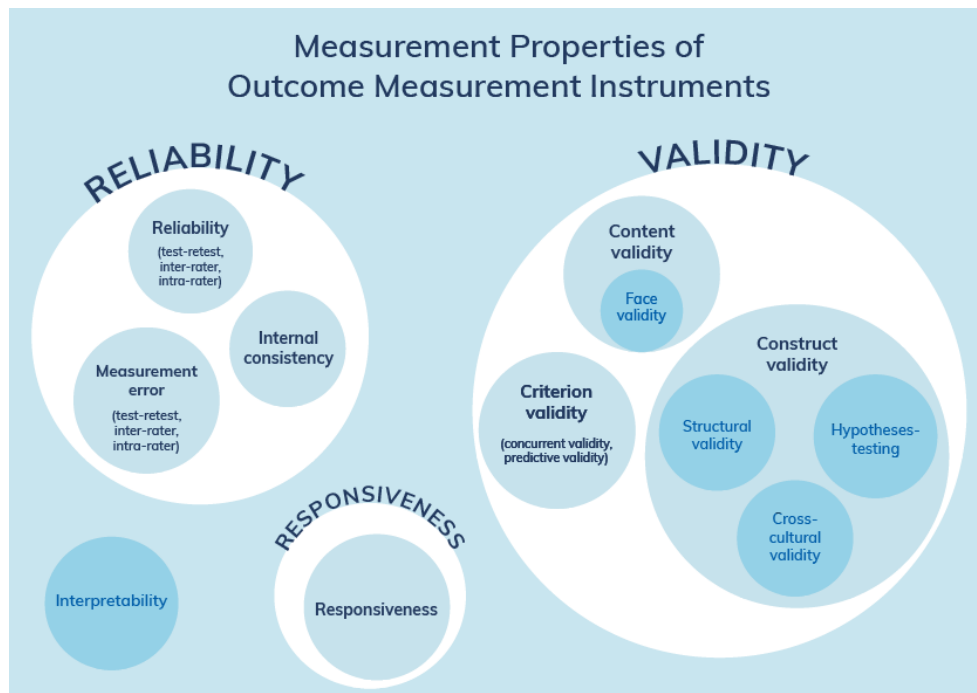 Measurement Properties of
Outcome Measurement Instruments
RELIABILITY
Reliability
(test-retest,
inter-rater,
intra-rater)
Internal
consistency
Measurement
error
(test-retest,
inter-rater,
intra-rater)
VALIDITY
Content
validity
Face
validity
Criterion
validity
(concurrent validity,
predictive validity)
Construct
validity
Structural
validity
Hypotheses-
testing
Cross-
cultural
validity
RESPONSIVENESS
Responsiveness
Interpretability